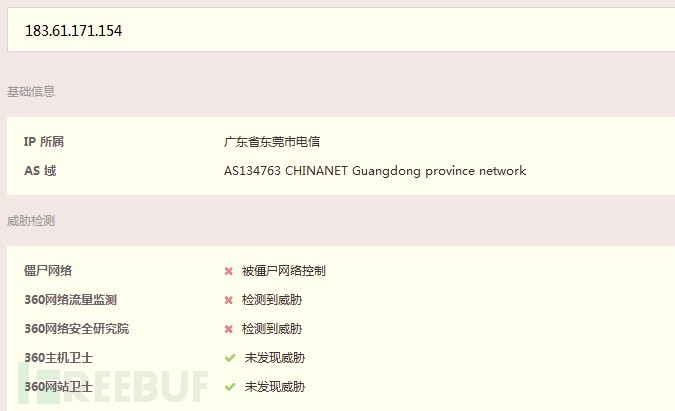 183.61.171.154
基础信息
IP 所属 广东省东莞市电信
AS 域 AS134763 CHINANET Guangdong province network
威胁检测
僵尸网络 被僵尸网络控制
360网络流量监测 检测到威胁
360网络安全研究院 检测到威胁
360主机卫士 未发现威胁
360网站卫士 未发现威胁
REEBUF